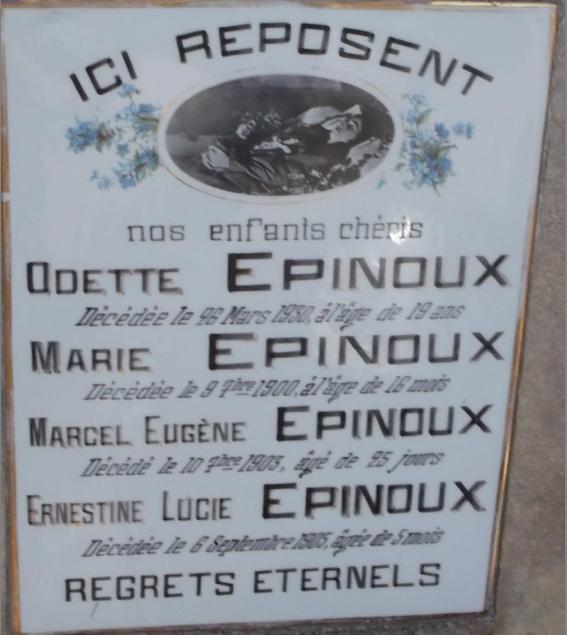 ICI REPOSENT
nos enfants chéris
ODETTE EPINOUX
Décédée le 26 Mars 1930, à l'âge de 19 ans
MARIE EPINOUX
Décédée le 9 7bre 1900, à l'âge de 16 mois
MARCEL EUGÈNE EPINOUX
Décédé le 10 7bre 1903, âgé de 25 jours
ERNESTINE LUCIE EPINOUX
Décédée le 6 Septembre 1905, âgée de 5 mois
REGRETS ETERNELS